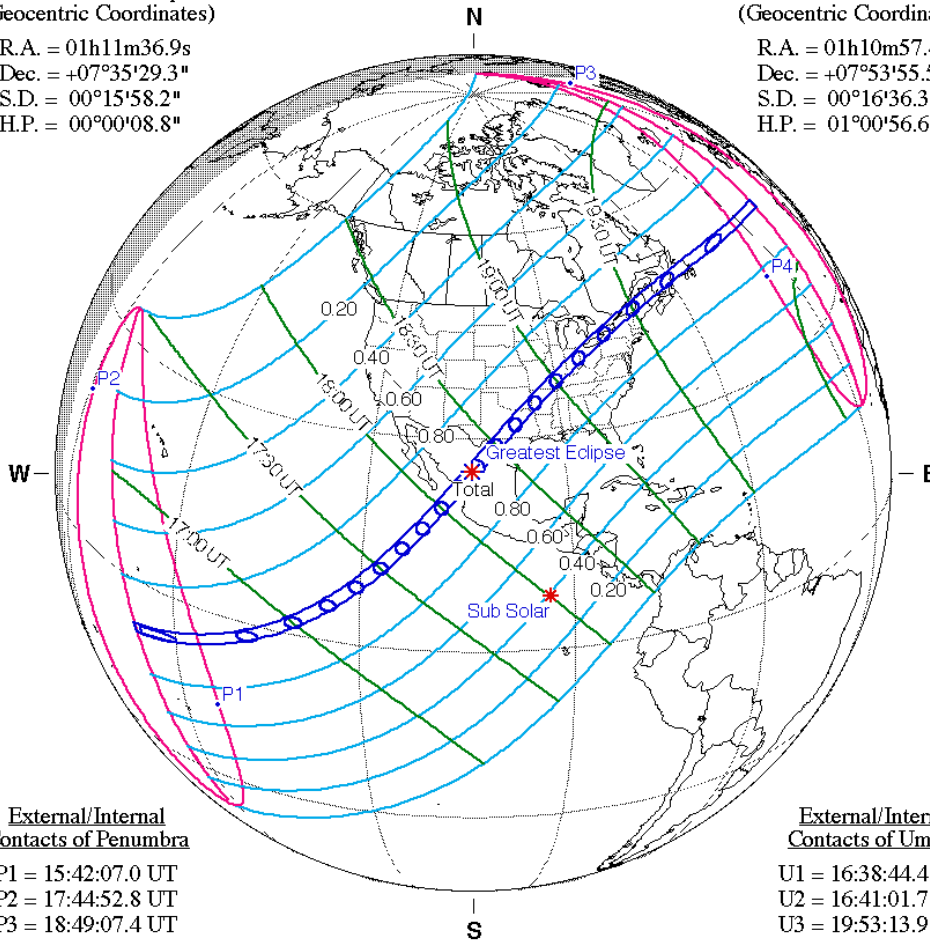 Geocentric Coordinates)
R.A. = 01h11m36.9s
Dec. = +07°35'29.3"
S.D. = 00°15'58.2"
H.P. = 00°00'08.8"
N
(Geocentric Coordina
R.A. = 01h10m57.4
Dec. = +07°53'55.5
S.D. = 00°16'36.3
H.P. = 01°00'56.6
P3
P4
19:00 UT
18:30 UT
18:00 UT
17:30 UT
17:00 UT
0.20
0.40
0.60
0.80
P2
W
E
Greatest Eclipse
Total
0.80
0.60
0.40
0.20
Sub Solar
P1
External/Internal
Contacts of Penumbra
P1 = 15:42:07.0 UT
P2 = 17:44:52.8 UT
P3 = 18:49:07.4 UT
S
External/Intern
Contacts of Um
U1 = 16:38:44.4
U2 = 16:41:01.7
U3 = 19:53:13.9